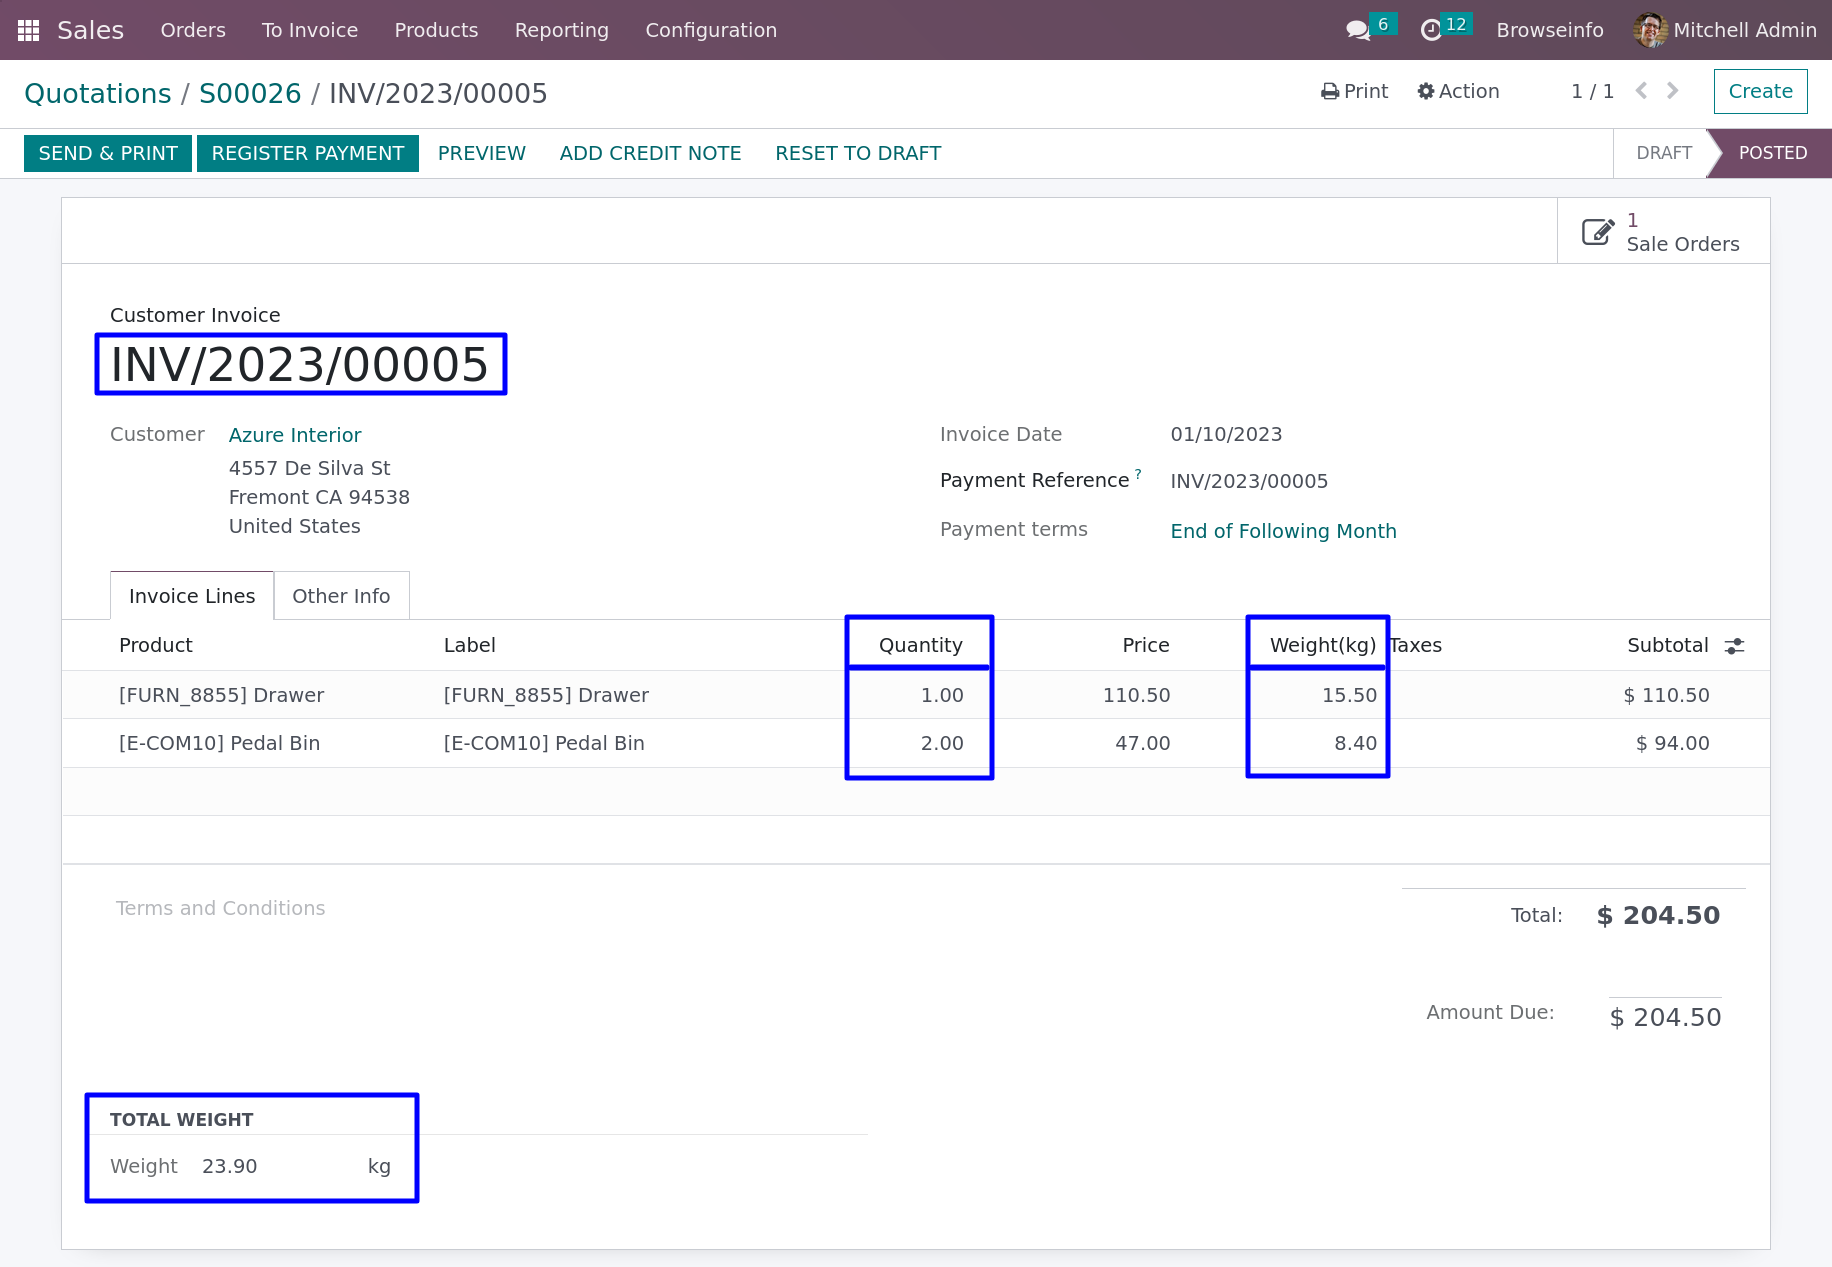 Sales Orders To Invoice Products Reporting Configuration 6 12 Browseinfo Mitchell Admin
Quotations / S00026 / INV/2023/00005 Print Action 1 / 1 Create
SEND & PRINT REGISTER PAYMENT PREVIEW ADD CREDIT NOTE RESET TO DRAFT DRAFT POSTED
1
Sale Orders
Customer Invoice
INV/2023/00005
Customer Azure Interior Invoice Date 01/10/2023
4557 De Silva St
Payment Reference ? INV/2023/00005
Fremont CA 94538
United States
Payment terms End of Following Month
Invoice Lines Other Info
Product Label Quantity Price Weight(kg) Taxes Subtotal
[FURN_8855] Drawer [FURN_8855] Drawer 1.00 110.50 15.50 $ 110.50
[E-COM10] Pedal Bin [E-COM10] Pedal Bin 2.00 47.00 8.40 $ 94.00
Terms and Conditions Total: $ 204.50
Amount Due: $ 204.50
TOTAL WEIGHT
Weight 23.90 kg